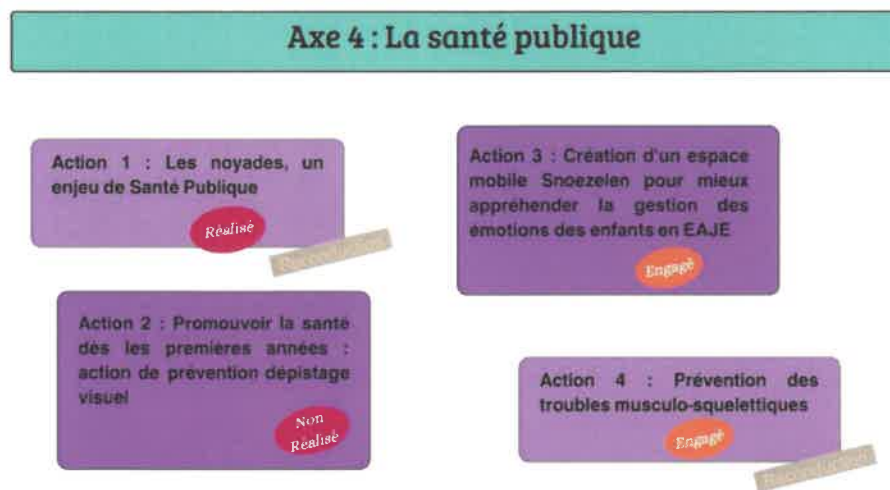 Axe 4 : La santé publique
Action 1 : Les noyades, un
enjeu de Santé Publique
Réalisé
Reconduction
Action 2 : Promouvoir la santé
dès les premières années :
action de prévention dépistage
visuel
Non
Réalisé
Action 3 : Création d'un espace
mobile Snoezelen pour mieux
appréhender la gestion des
émotions des enfants en EAJE
Engagé
Action 4 : Prévention des
troubles musculo-squelettiques
Engagé
Reconduction